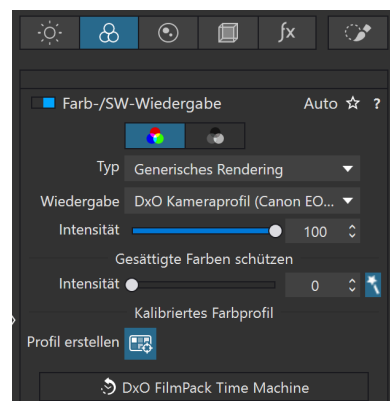 fx
Farb-/SW-Wiedergabe Auto ☆ ?
Typ Generisches Rendering
Wiedergabe DxO Kameraprofil (Canon EO...
Intensität 100
Gesättigte Farben schützen
Intensität 0
Kalibriertes Farbprofil
Profil erstellen
DxO FilmPack Time Machine